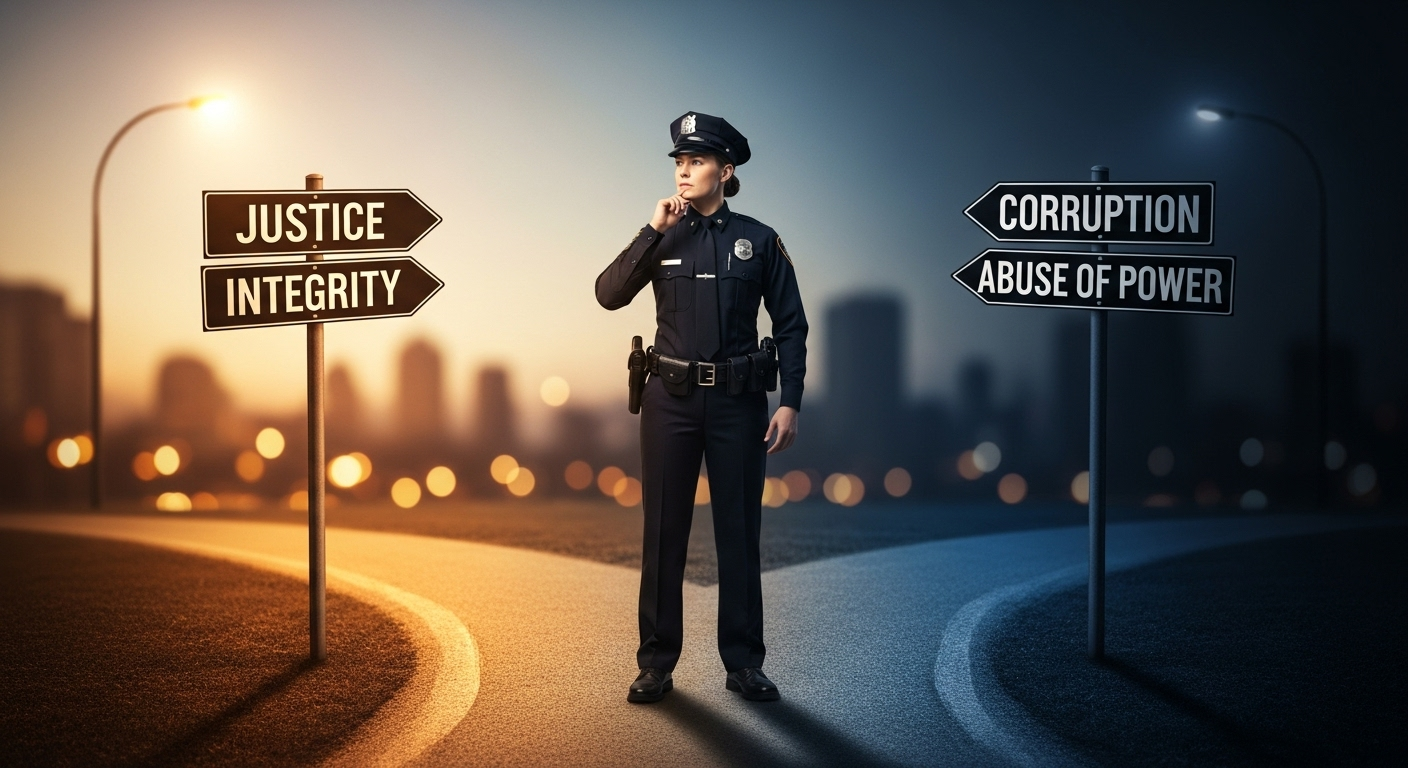 JUSTICE
INTEGRITY
CORRUPTION
ABUSE OF POWER